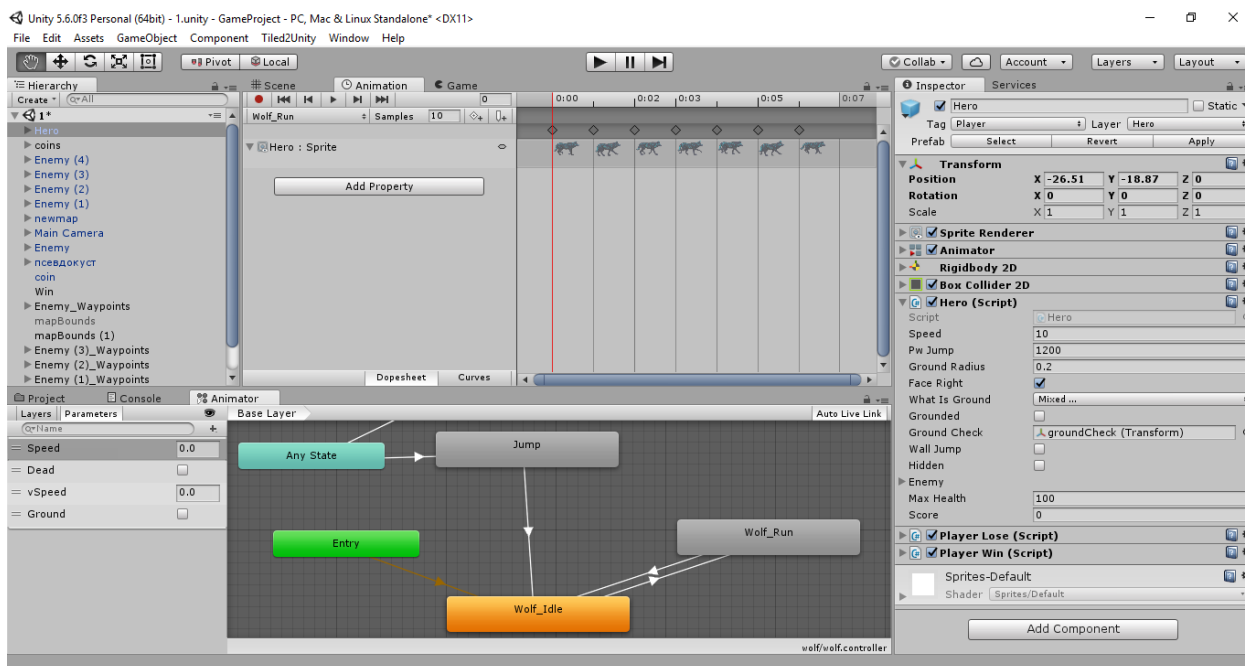 Unity 5.6.0f3 Personal (64bit) - 1.unity - GameProject - PC, Mac & Linux Standalone* <DX11>
File Edit Assets GameObject Component Tiled2Unity Window Help
Pivot Local Collab Account Layers Layout
Hierarchy
Create All
1*
Hero
coins
Enemy (4)
Enemy (3)
Enemy (2)
Enemy (1)
newmap
Main Camera
Enemy
псевдокуст
coin
Win
Enemy_Waypoints
mapBounds
mapBounds (1)
Enemy (3)_Waypoints
Enemy (2)_Waypoints
Enemy (1)_Waypoints
Scene Animation Game
0 0:00 0:02 0:03 0:05 0:07
Wolf_Run Samples 10
Hero : Sprite
Add Property
Dopesheet Curves
Project Console Animator
Layers Parameters Base Layer Auto Live Link
Name
Speed 0.0
Dead
vSpeed 0.0
Ground
Any State
Jump
Entry
Wolf_Run
Wolf_Idle
wolf/wolf.controller
Inspector Services
Hero Static
Tag Player Layer Hero
Prefab Select Revert Apply
Transform
Position X -26.51 Y -18.87 Z 0
Rotation X 0 Y 0 Z 0
Scale X 1 Y 1 Z 1
Sprite Renderer
Animator
Rigidbody 2D
Box Collider 2D
Hero (Script)
Script Hero
Speed 10
Pw Jump 1200
Ground Radius 0.2
Face Right
What Is Ground Mixed ...
Grounded
Ground Check groundCheck (Transform)
Wall Jump
Hidden
Enemy
Max Health 100
Score 0
Player Lose (Script)
Player Win (Script)
Sprites-Default
Shader Sprites/Default
Add Component